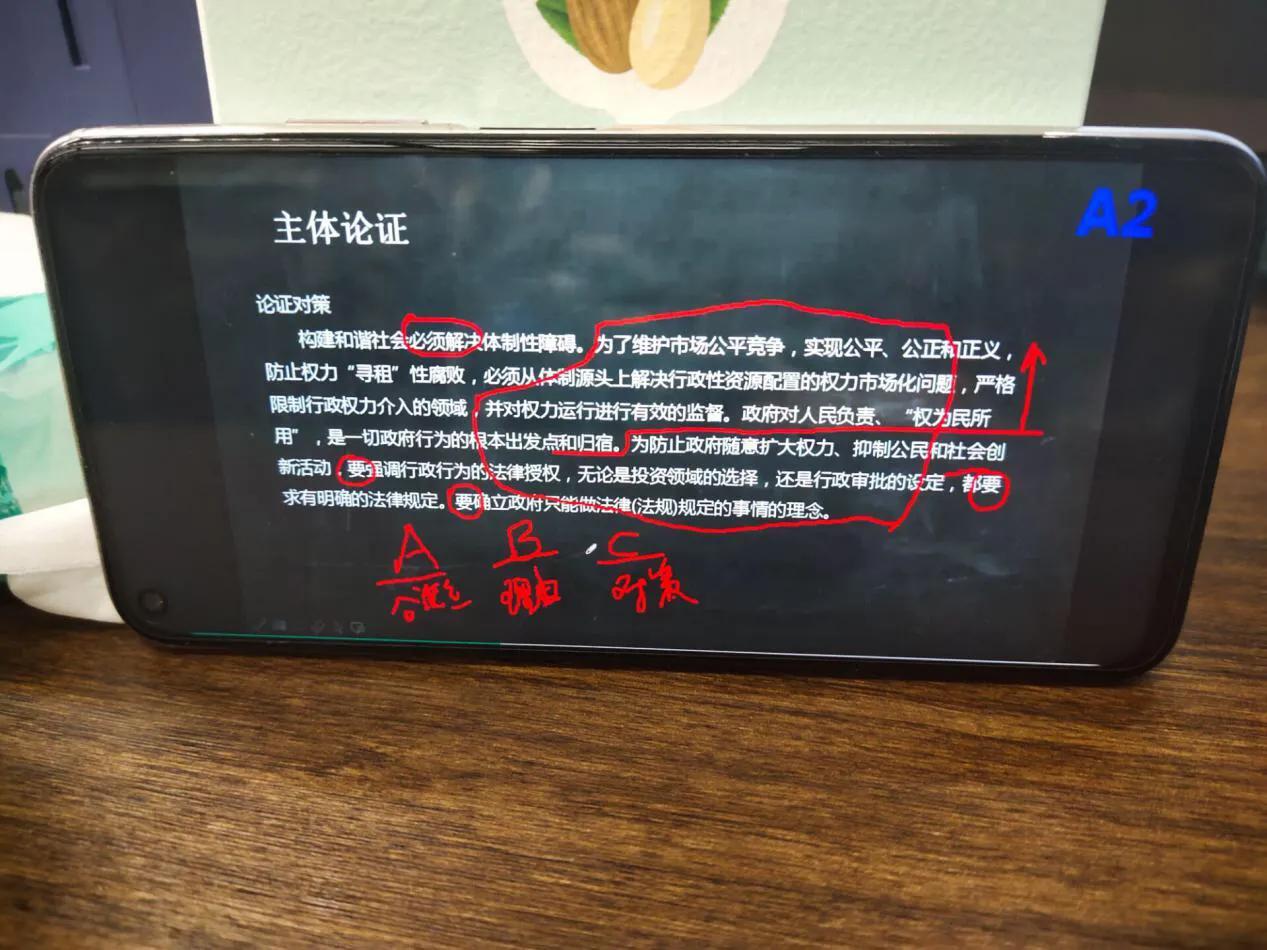 主体论证
A2
论证对策
构建和谐社会必须解决体制性障碍。为了维护市场公平竞争，实现公平、公正和正义，
防止权力“寻租”性腐败，必须从体制源头上解决行政性资源配置的权力市场化问题，严格
限制行政权力介入的领域，并对权力运行进行有效的监督。政府对人民负责、“权为民所
用”，是一切政府行为的根本出发点和归宿。为防止政府随意扩大权力、抑制公民和社会创
新活动，要强调行政行为的法律授权，无论是投资领域的选择，还是行政审批的设定，都要
求有明确的法律规定。要确立政府只能做法律(法规)规定的事情的理念。
A B C
理由 对策